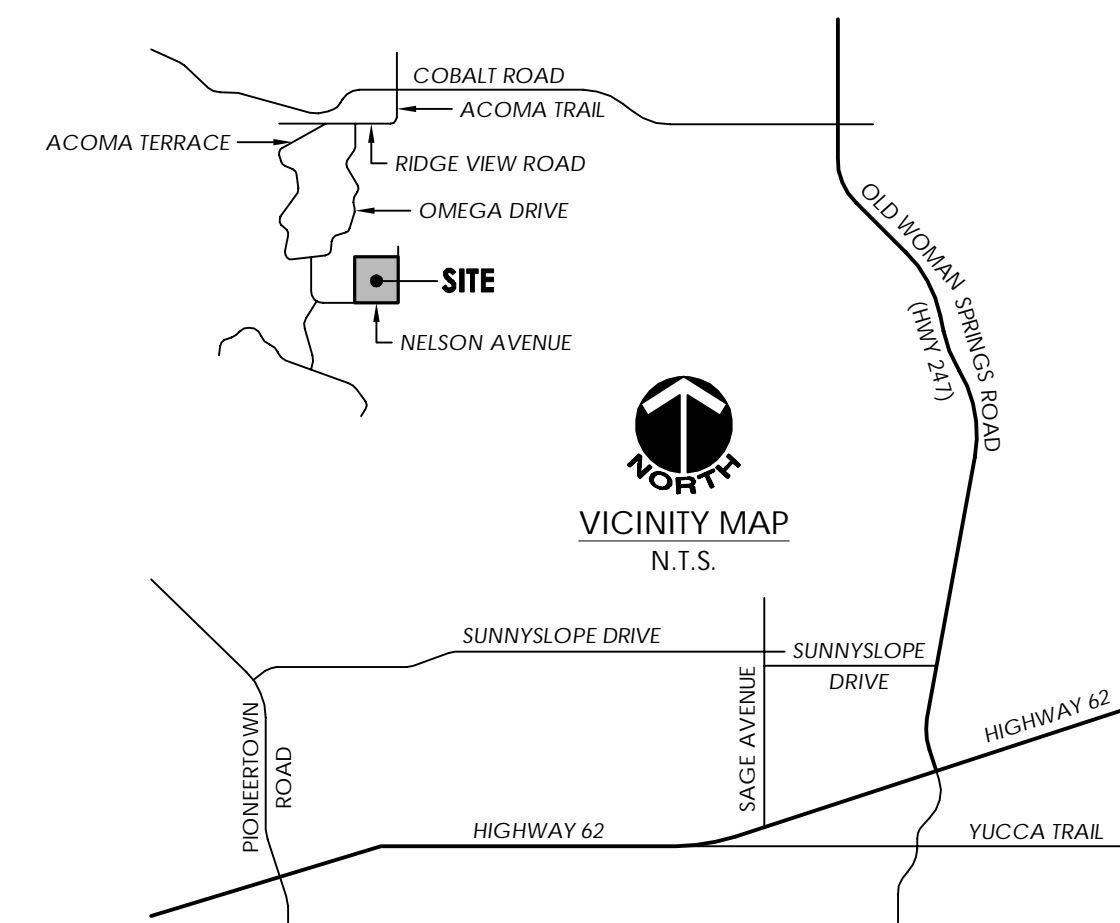 COBALT ROAD
ACOMA TRAIL
ACOMA TERRACE
RIDGE VIEW ROAD
OMEGA DRIVE
SITE
NELSON AVENUE
OLD WOMAN SPRINGS ROAD
(HWY 247)
NORTH
VICINITY MAP
N.T.S.
SUNNYSLOPE DRIVE
SUNNYSLOPE
DRIVE
SAGE AVENUE
HIGHWAY 62
PIONEERTOWN
ROAD
HIGHWAY 62
YUCCA TRAIL